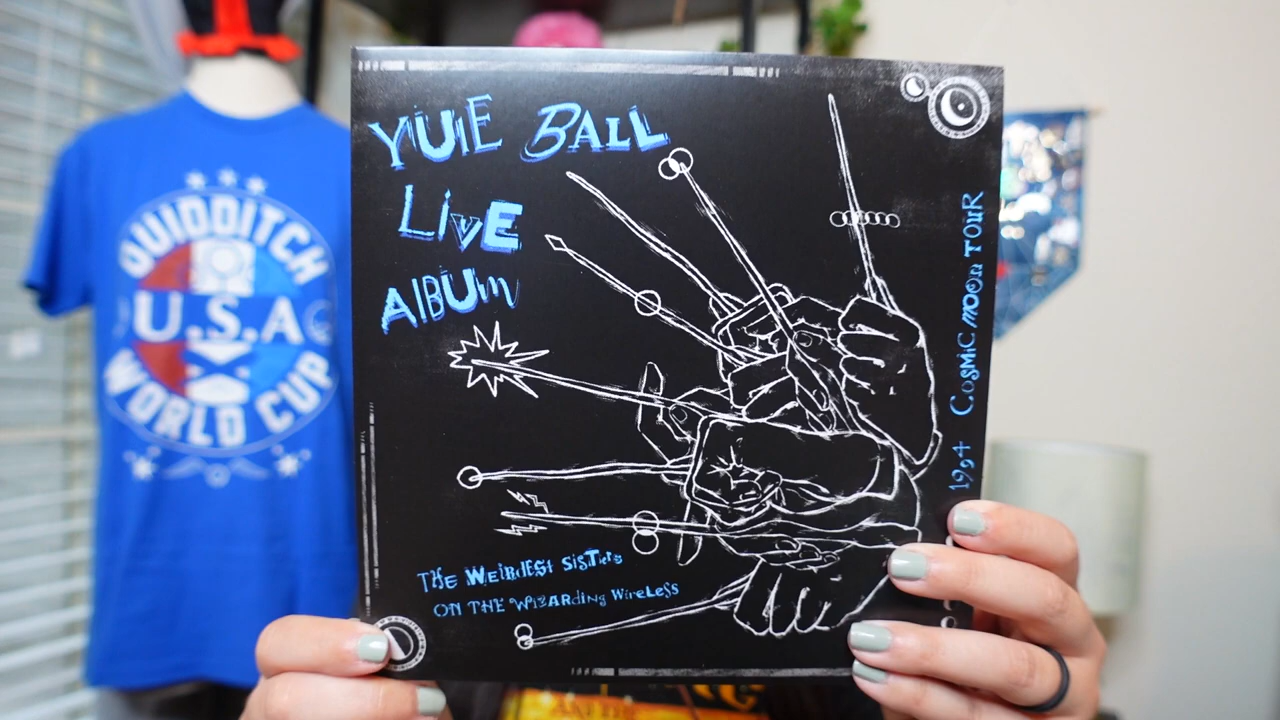 YULE BALL
LIVE
ALBUM
1994 COSMIC MOON TOUR
THE WEIRDEST SISTERS
ON THE WIZARDING WIRELESS
QUIDDITCH
U.S.A
WORLD CUP